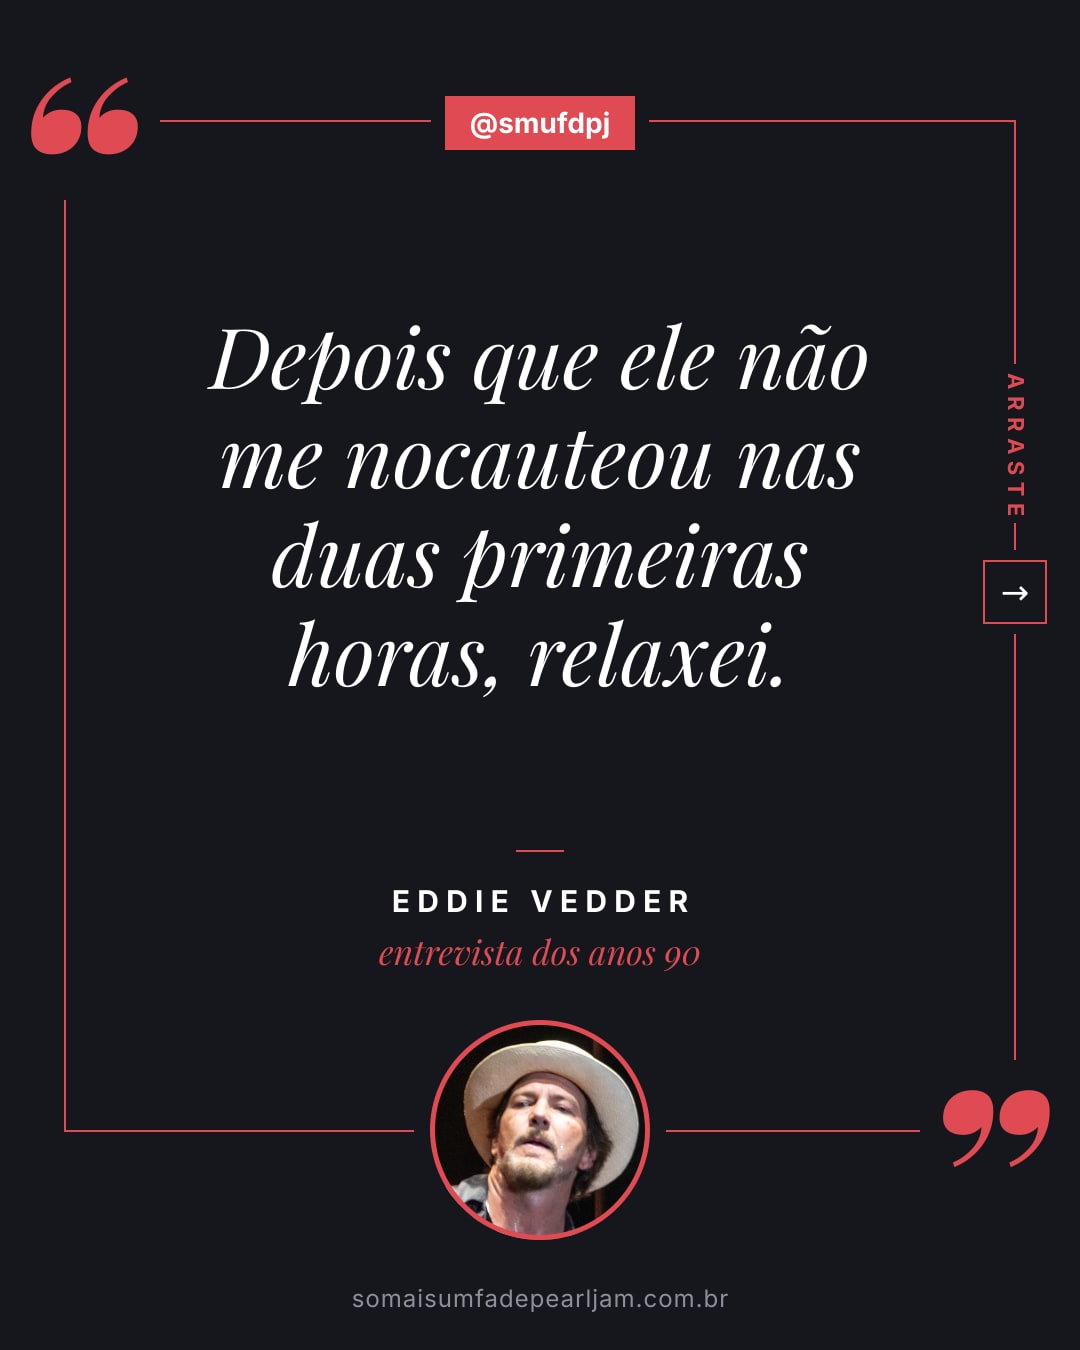 @smufdpj
Depois que ele não
me nocauteou nas
duas primeiras
horas, relaxei.
ARRASTE
→
EDDIE VEDDER
entrevista dos anos 90
somaisumfadepearljam.com.br